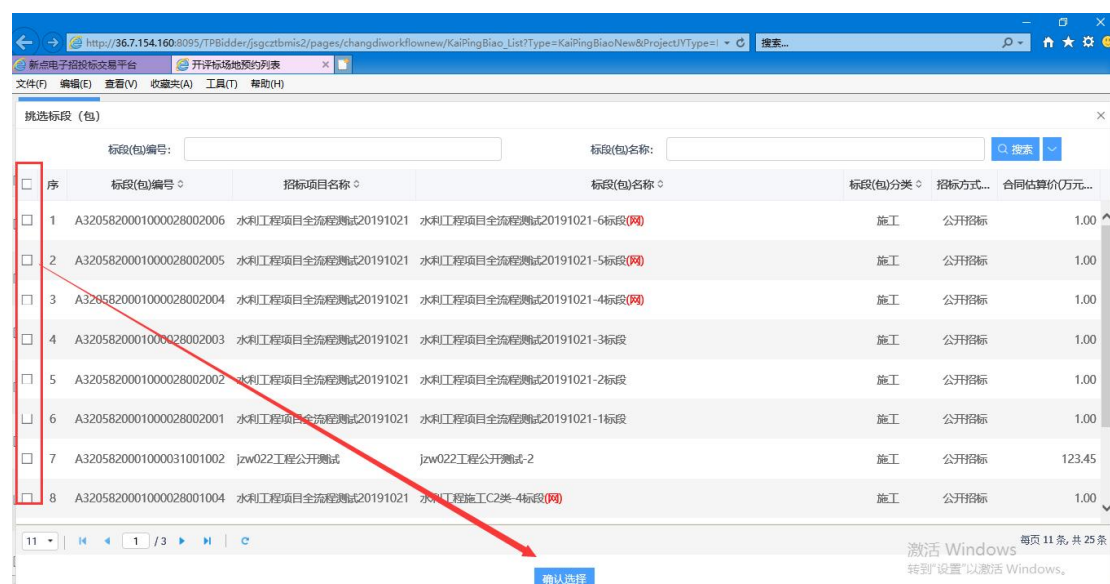 http://36.7.154.160:8095/TPBidder/jsgcztbmis2/pages/changdiworkflownew/KaiPingBiao_List?Type=KaiPingBiaoNew&ProjectJYType=
搜索...
新点电子招投标交易平台 开评标场地预约列表
文件(F) 编辑(E) 查看(V) 收藏夹(A) 工具(T) 帮助(H)
挑选标段（包）
标段(包)编号: 标段(包)名称: 搜索
序 标段(包)编号 招标项目名称 标段(包)名称 标段(包)分类 招标方式... 合同估算价(万元...
1 A3205820001000028002006 水利工程项目全流程测试20191021 水利工程项目全流程测试20191021-6标段(网) 施工 公开招标 1.00
2 A3205820001000028002005 水利工程项目全流程测试20191021 水利工程项目全流程测试20191021-5标段(网) 施工 公开招标 1.00
3 A3205820001000028002004 水利工程项目全流程测试20191021 水利工程项目全流程测试20191021-4标段(网) 施工 公开招标 1.00
4 A3205820001000028002003 水利工程项目全流程测试20191021 水利工程项目全流程测试20191021-3标段 施工 公开招标 1.00
5 A3205820001000028002002 水利工程项目全流程测试20191021 水利工程项目全流程测试20191021-2标段 施工 公开招标 1.00
6 A3205820001000028002001 水利工程项目全流程测试20191021 水利工程项目全流程测试20191021-1标段 施工 公开招标 1.00
7 A3205820001000031001002 jzw022工程公开测试 jzw022工程公开测试-2 施工 公开招标 123.45
8 A3205820001000028001004 水利工程项目全流程测试20191021 水利工程施工C2类-4标段(网) 施工 公开招标 1.00
11 1 /3 每页 11 条, 共 25 条
激活 Windows
转到"设置"以激活 Windows。
确认选择